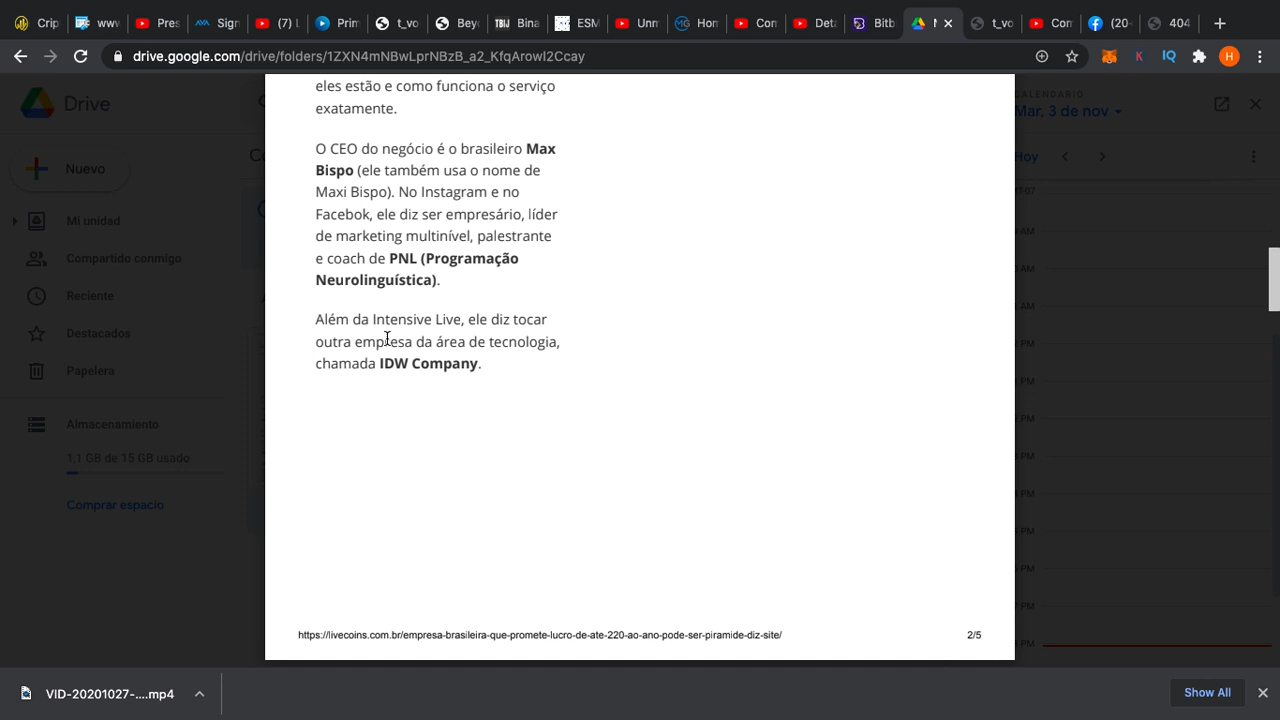 Crip
www
Pres
Sign
(7) L
Prim
t_vo
Beyo
Bina
ESM
Unr
Hon
Con
Deta
Bitb
t_vo
Con
(20-
404
drive.google.com/drive/folders/1ZXN4mNBwLprNBzB_a2_KfqArowI2Ccay
Drive
Nuevo
Mi unidad
Compartido conmigo
Reciente
Destacados
Papelera
Almacenamiento
1,1 GB de 15 GB usado
Comprar espacio
eles estão e como funciona o serviço
exatamente.
O CEO do negócio é o brasileiro Max
Bispo (ele também usa o nome de
Maxi Bispo). No Instagram e no
Facebok, ele diz ser empresário, líder
de marketing multinível, palestrante
e coach de PNL (Programação
Neurolinguística).
Além da Intensive Live, ele diz tocar
outra empresa da área de tecnologia,
chamada IDW Company.
https://livecoins.com.br/empresa-brasileira-que-promete-lucro-de-ate-220-ao-ano-pode-ser-piramide-diz-site/
2/5
CALENDARIO
Mar, 3 de nov
Hoy
VID-20201027-....mp4
Show All